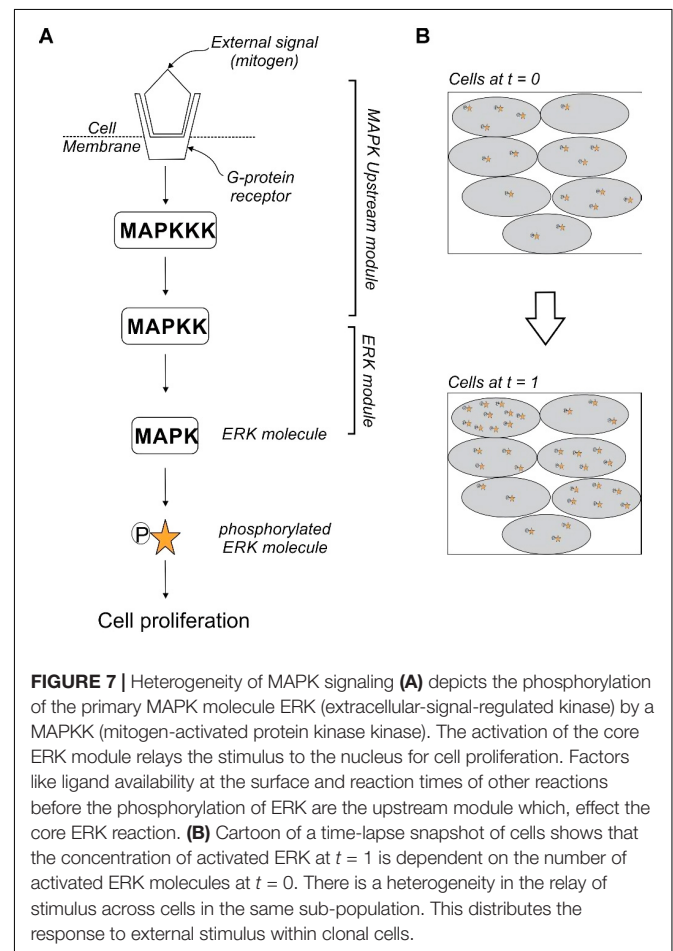 A
External signal
(mitogen)
Cell
Membrane
G-protein
receptor
MAPKKK
MAPKK
MAPK
ERK molecule
P
phosphorylated
ERK molecule
Cell proliferation
MAPK Upstream module
ERK module
B
Cells at t = 0
Cells at t = 1
FIGURE 7 | Heterogeneity of MAPK signaling (A) depicts the phosphorylation
of the primary MAPK molecule ERK (extracellular-signal-regulated kinase) by a
MAPKK (mitogen-activated protein kinase kinase). The activation of the core
ERK module relays the stimulus to the nucleus for cell proliferation. Factors
like ligand availability at the surface and reaction times of other reactions
before the phosphorylation of ERK are the upstream module which, effect the
core ERK reaction. (B) Cartoon of a time-lapse snapshot of cells shows that
the concentration of activated ERK at t = 1 is dependent on the number of
activated ERK molecules at t = 0. There is a heterogeneity in the relay of
stimulus across cells in the same sub-population. This distributes the
response to external stimulus within clonal cells.